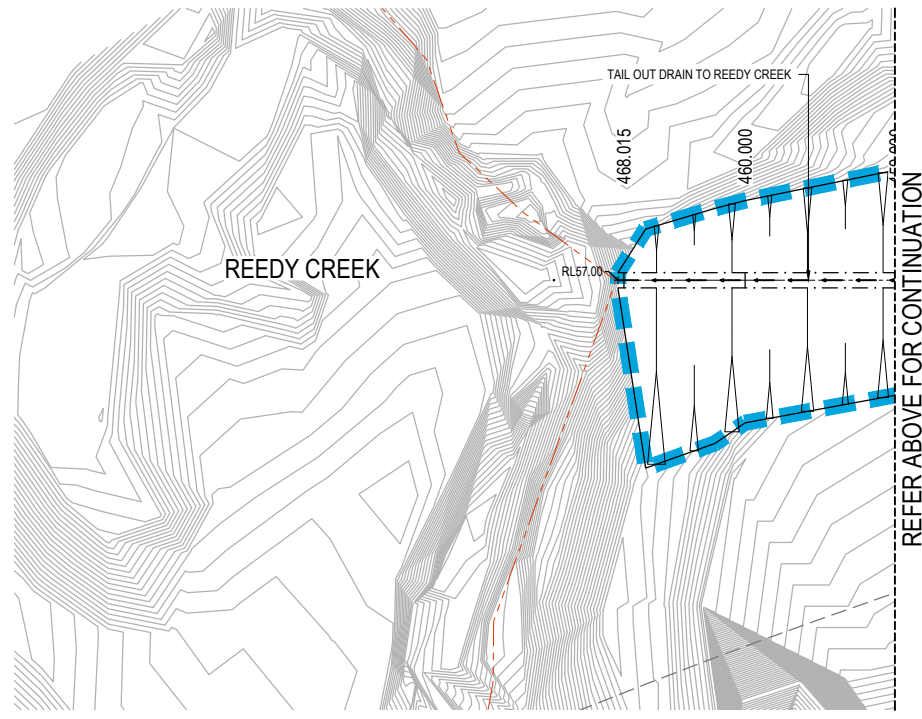 TAIL OUT DRAIN TO REEDY CREEK
468.015
460.000
REEDY CREEK
RL57.00
REFER ABOVE FOR CONTINUATION